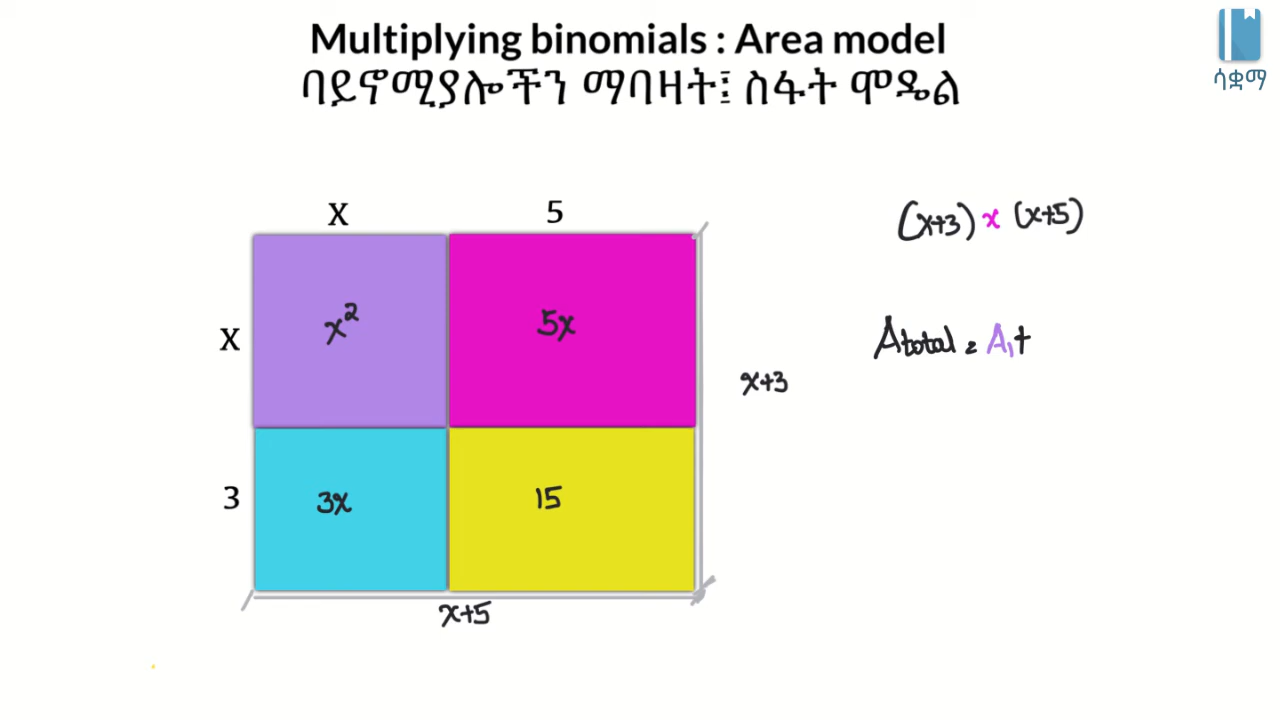 Multiplying binomials : Area model
ባይኖሚያሎችን ማባዛት፤ ስፋት ሞዴል
ሳቋማ
X 5
(x+3) x (x+5)
X
x² 5x
A total = A₁+
x+3
3
3x 15
x+5